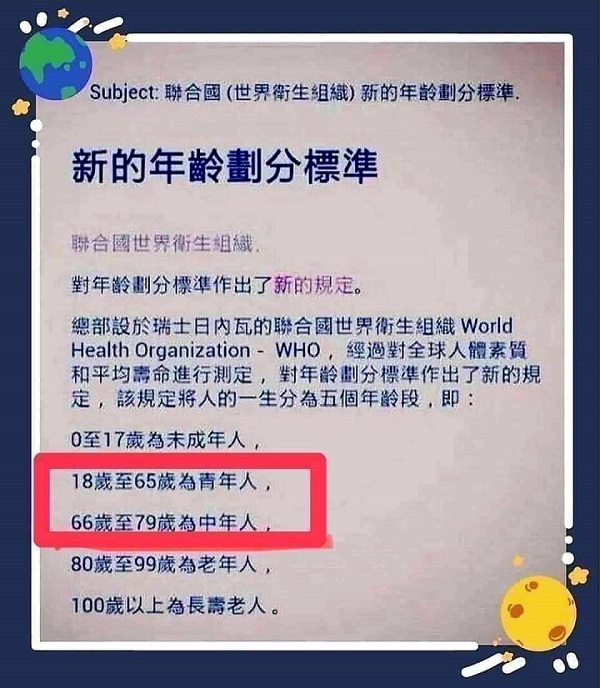 Subject: 聯合國 (世界衛生組織) 新的年齡劃分標準.
新的年齡劃分標準
聯合國世界衛生組織.
對年齡劃分標準作出了新的規定。
總部設於瑞士日內瓦的聯合國世界衛生組織 World
Health Organization - WHO ，經過對全球人體素質
和平均壽命進行測定，對年齡劃分標準作出了新的規
定，該規定將人的一生分為五個年齡段，即：
0至17歲為未成年人，
18歲至65歲為青年人，
66歲至79歲為中年人，
80歲至99歲為老年人，
100歲以上為長壽老人。